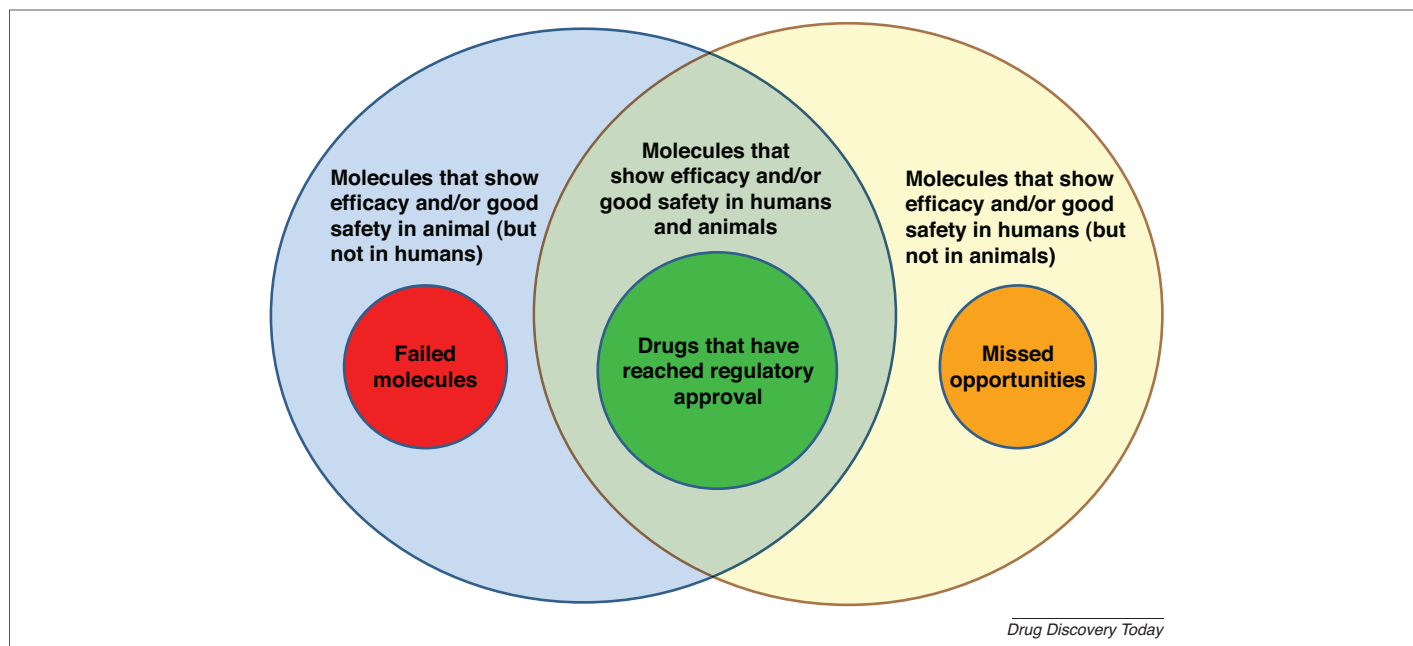 Molecules that show
efficacy and/or good
safety in animal (but
not in humans)
Failed
molecules
Molecules that
show efficacy and/or
good safety in humans
and animals
Drugs that have
reached regulatory
approval
Molecules that show
efficacy and/or good
safety in humans (but
not in animals)
Missed
opportunities
Drug Discovery Today